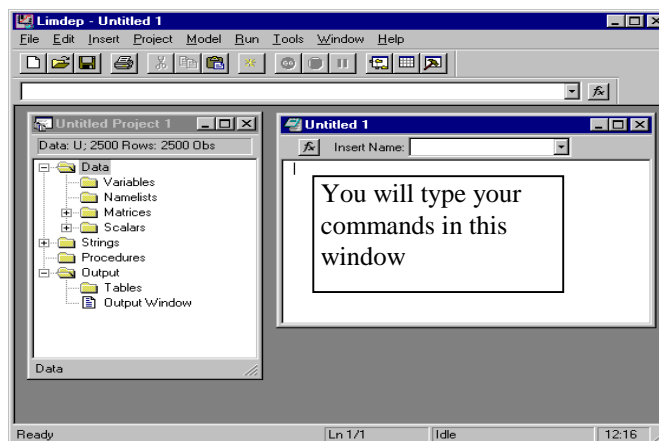 Limdep - Untitled 1
File Edit Insert Project Model Run Tools Window Help
fx
Untitled Project 1
Data: U; 2500 Rows: 2500 Obs
Data
Variables
Namelists
Matrices
Scalars
Strings
Procedures
Output
Tables
Output Window
Data
Untitled 1
fx Insert Name:
You will type your
commands in this
window
Ready Ln 1/1 Idle 12:16